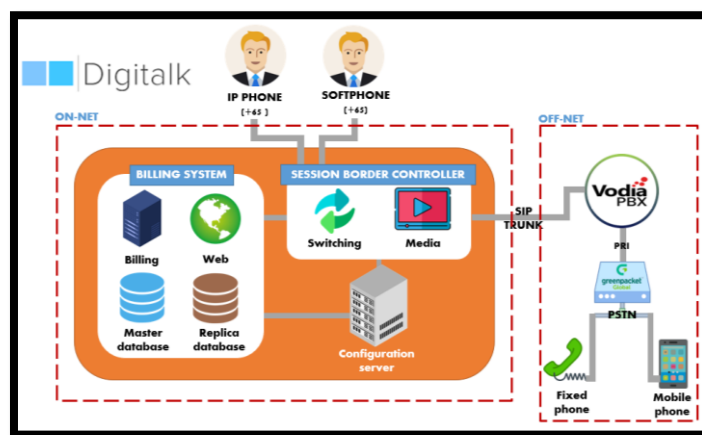 Digitalk
IP PHONE
[+65 ]
SOFTPHONE
[+65]
ON-NET
OFF-NET
BILLING SYSTEM
SESSION BORDER CONTROLLER
Billing
Web
Switching
Media
SIP
TRUNK
Vodia
PBX
PRI
greenpacket
Global
PSTN
Master
database
Replica
database
Configuration
server
Fixed
phone
Mobile
phone